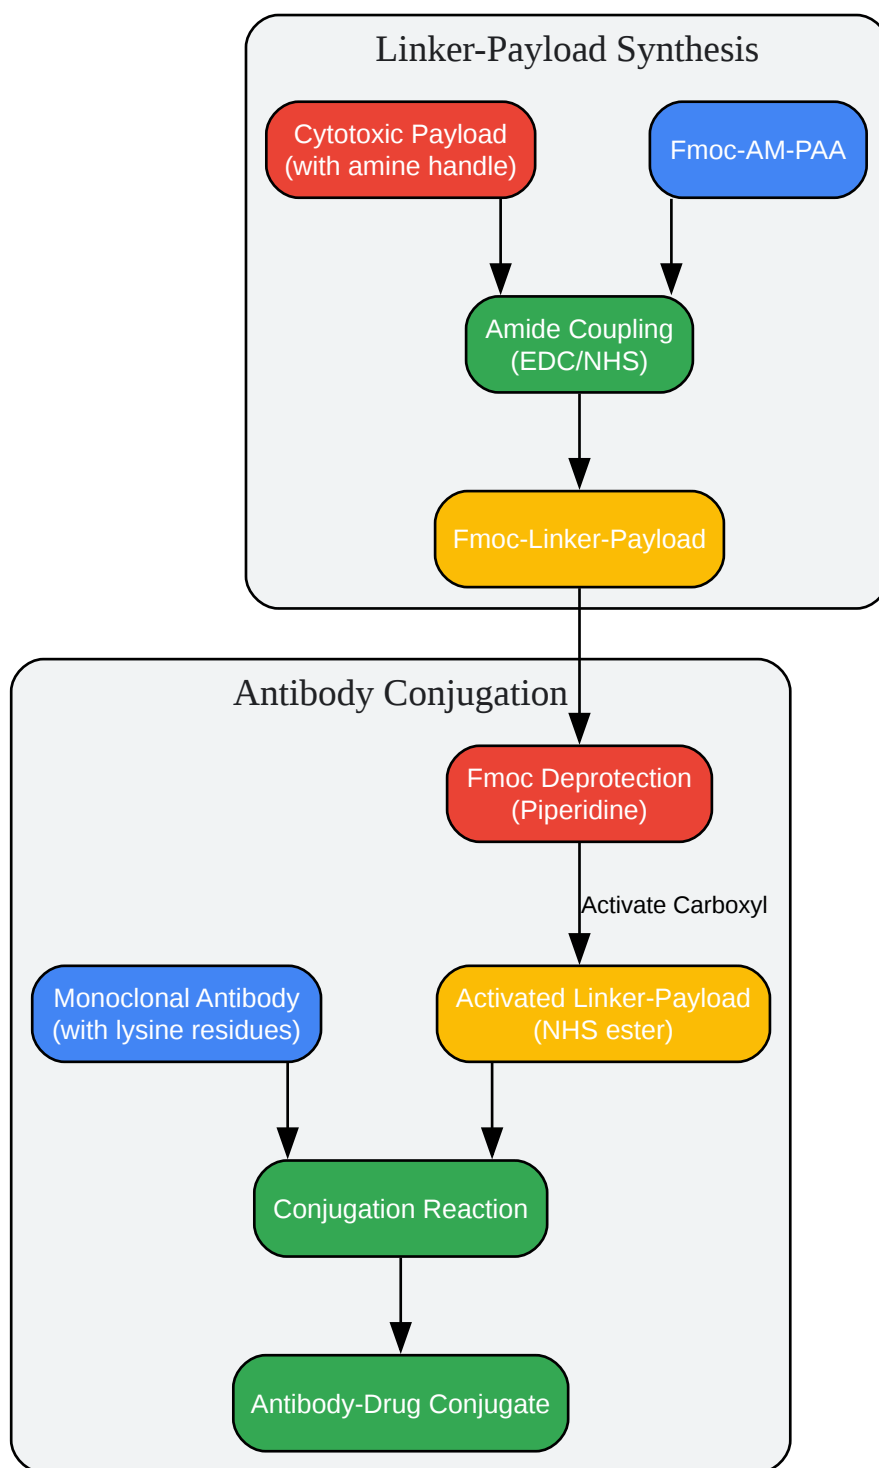 Linker-Payload Synthesis
Cytotoxic Payload
(with amine handle)
Fmoc-AM-PAA
Amide Coupling
(EDC/NHS)
Fmoc-Linker-Payload
Antibody Conjugation
Fmoc Deprotection
(Piperidine)
Activate Carboxyl
Monoclonal Antibody
(with lysine residues)
Activated Linker-Payload
(NHS ester)
Conjugation Reaction
Antibody-Drug Conjugate